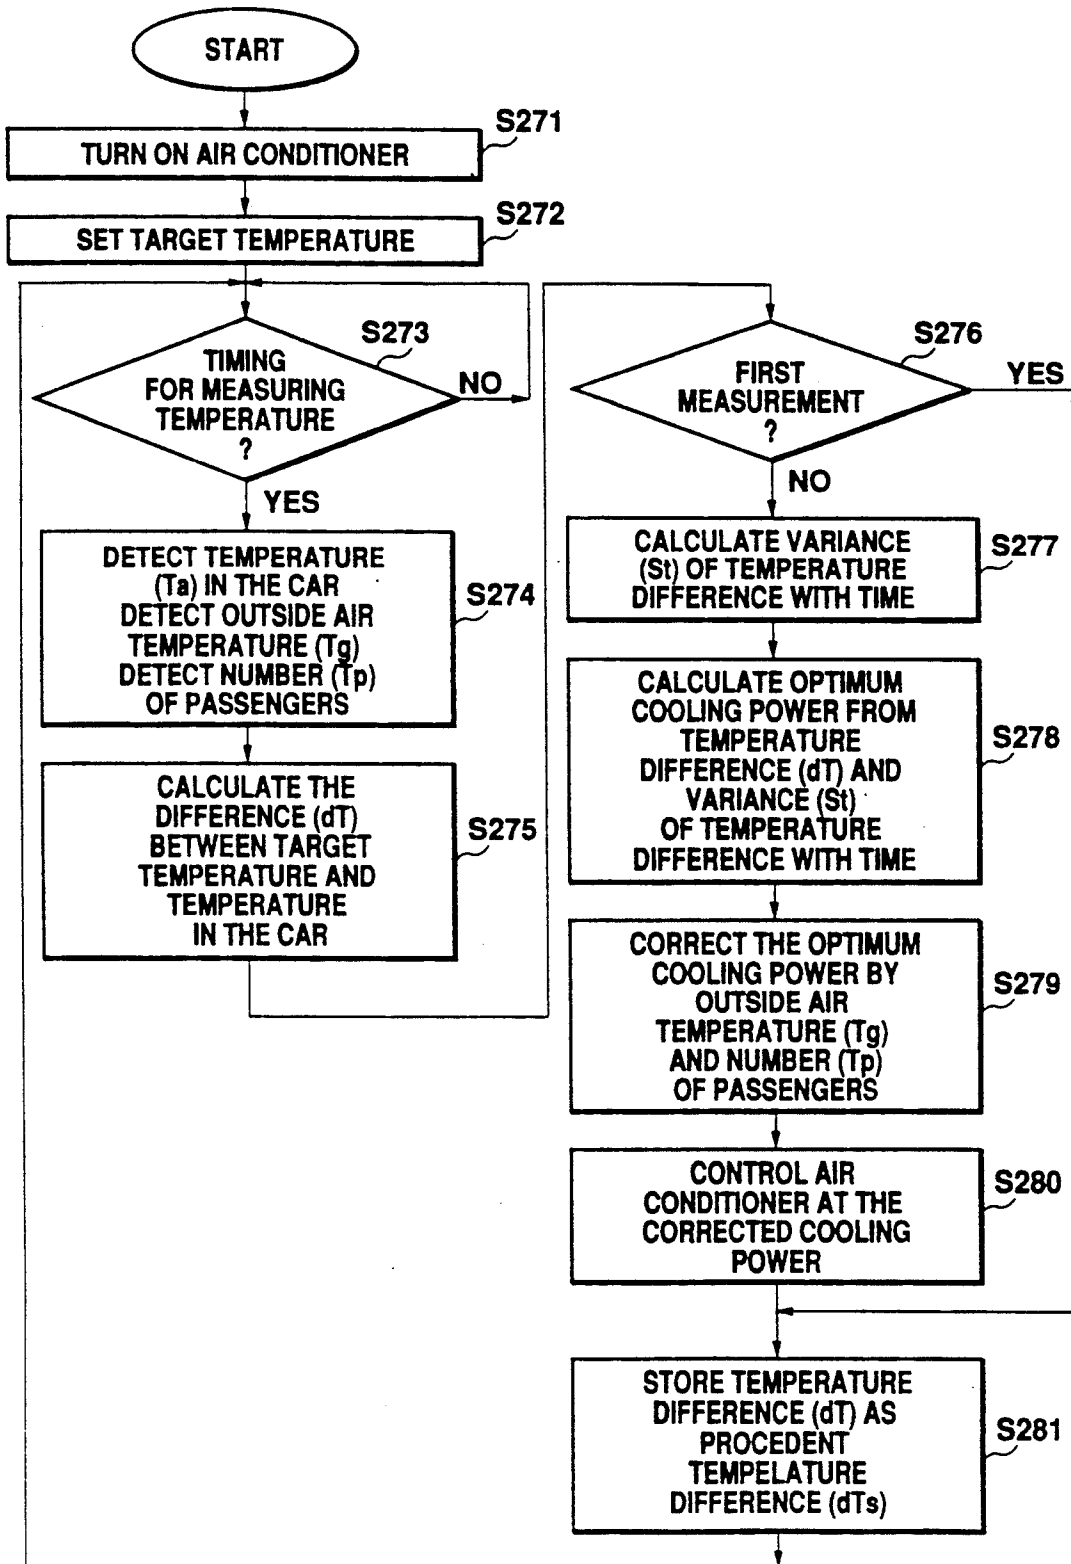 START
S271
TURN ON AIR CONDITIONER
S272
SET TARGET TEMPERATURE
S273
TIMING
FOR MEASURING
TEMPERATURE
?
NO
YES
DETECT TEMPERATURE
(Ta) IN THE CAR
DETECT OUTSIDE AIR
TEMPERATURE (Tg)
DETECT NUMBER (Tp)
OF PASSENGERS
S274
CALCULATE THE
DIFFERENCE (dT)
BETWEEN TARGET
TEMPERATURE AND
TEMPERATURE
IN THE CAR
S275
S276
FIRST
MEASUREMENT
?
YES
NO
CALCULATE VARIANCE
(St) OF TEMPERATURE
DIFFERENCE WITH TIME
S277
CALCULATE OPTIMUM
COOLING POWER FROM
TEMPERATURE
DIFFERENCE (dT) AND
VARIANCE (St)
OF TEMPERATURE
DIFFERENCE WITH TIME
S278
CORRECT THE OPTIMUM
COOLING POWER BY
OUTSIDE AIR
TEMPERATURE (Tg)
AND NUMBER (Tp)
OF PASSENGERS
S279
CONTROL AIR
CONDITIONER AT THE
CORRECTED COOLING
POWER
S280
STORE TEMPERATURE
DIFFERENCE (dT) AS
PROCEDENT
TEMPELATURE
DIFFERENCE (dTs)
S281